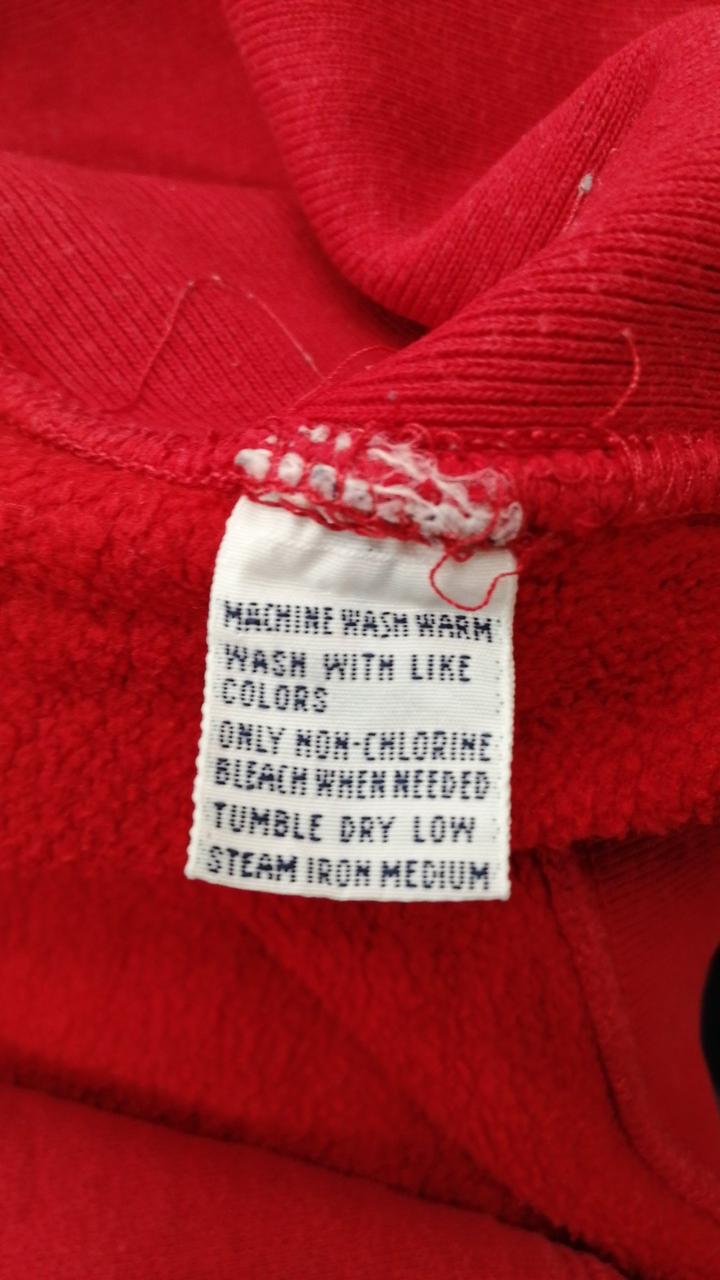 MACHINE WASH WARM
WASH WITH LIKE
COLORS
ONLY NON-CHLORINE
BLEACH WHEN NEEDED
TUMBLE DRY LOW
STEAM IRON MEDIUM